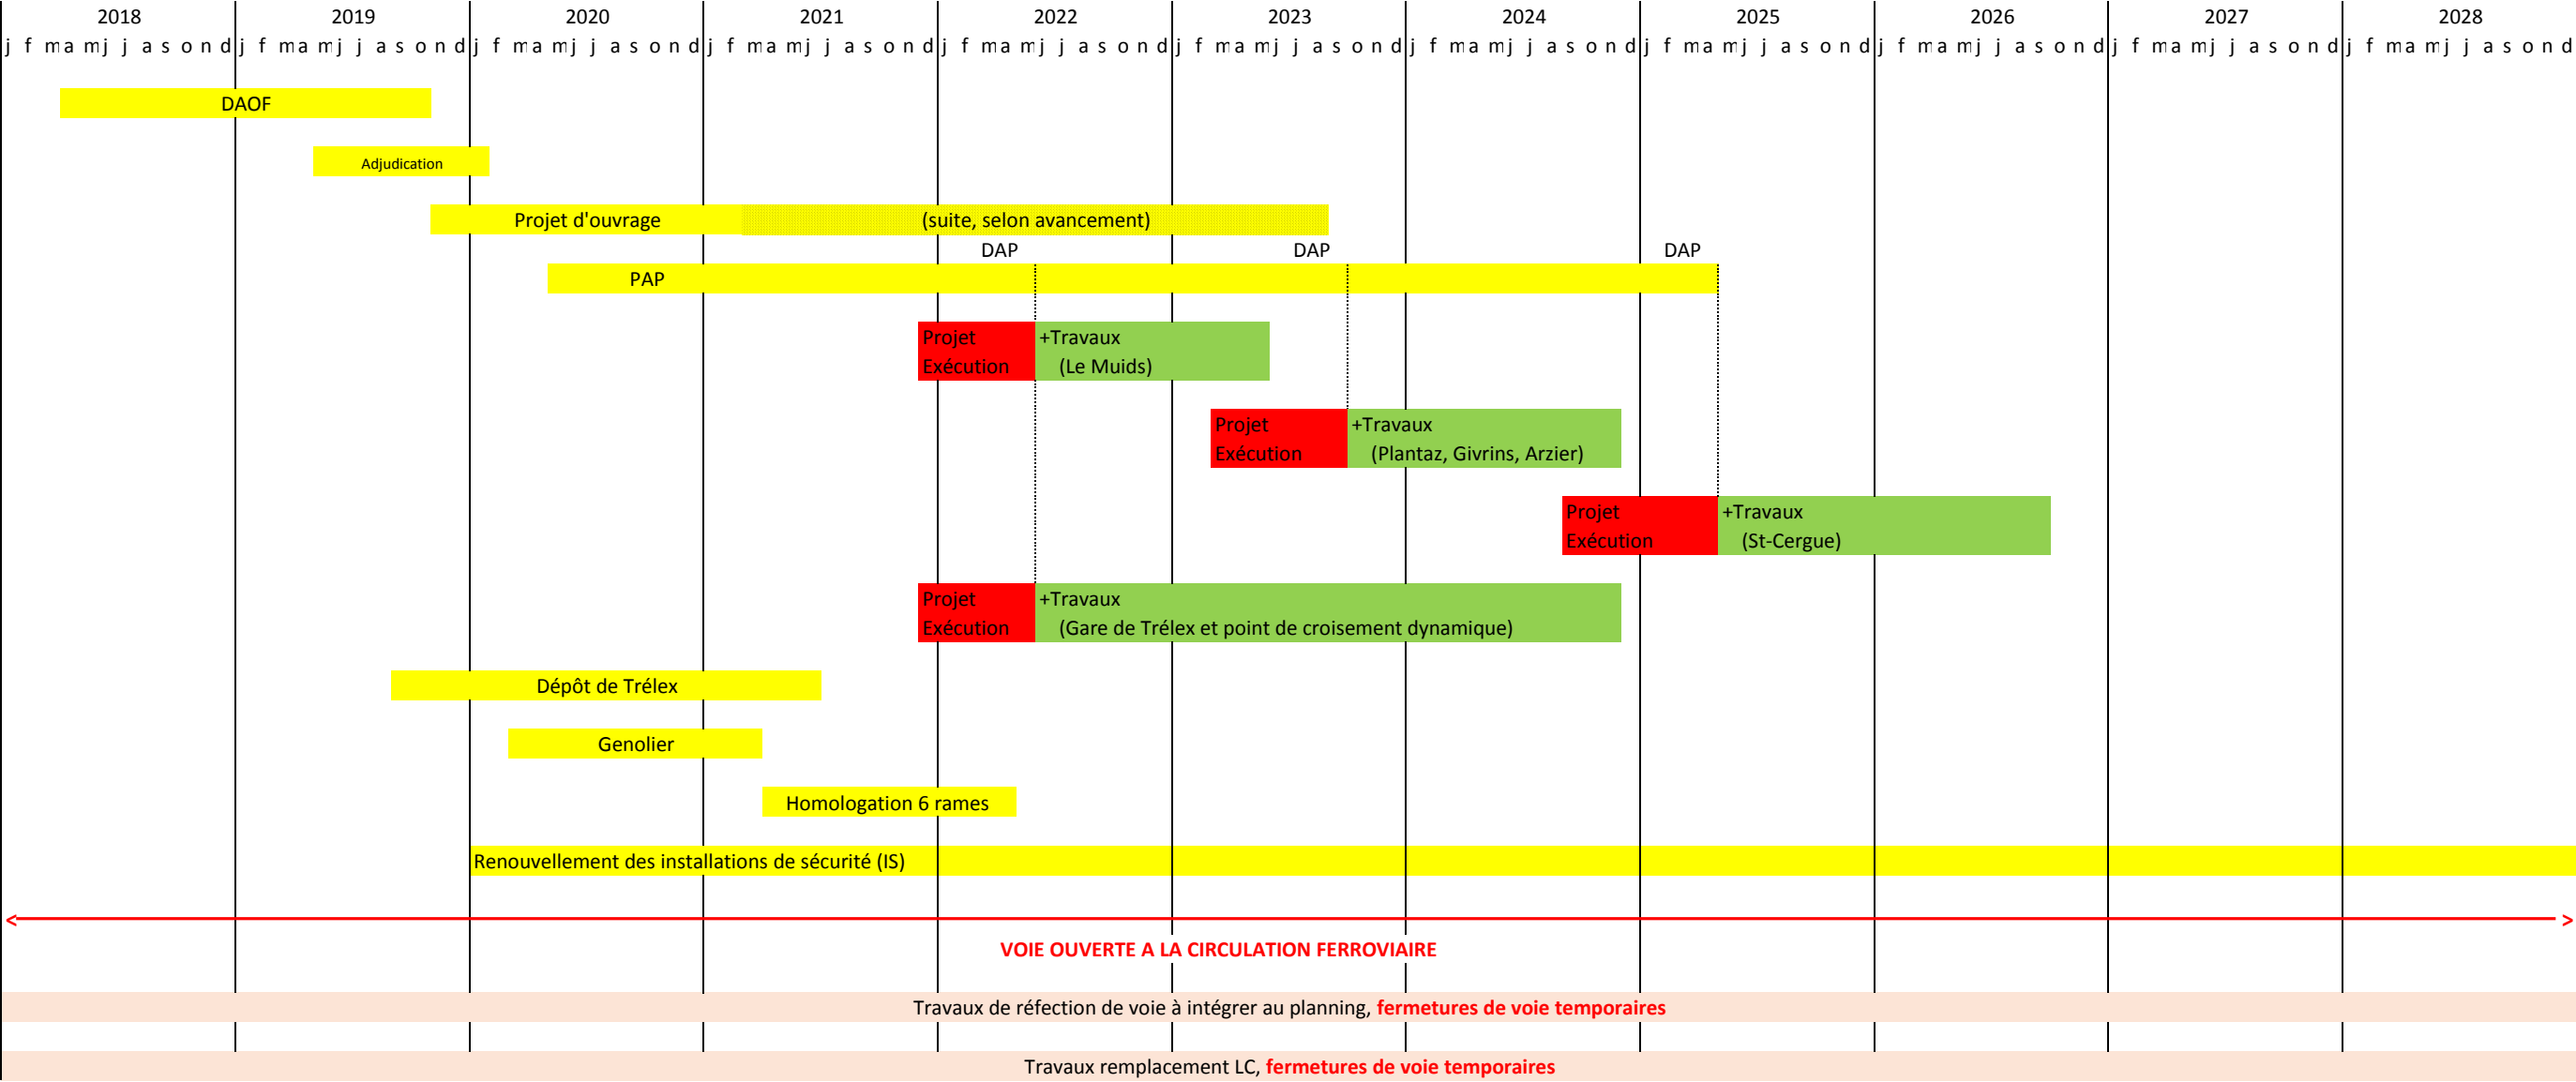 2018 2019 2020 2021 2022 2023 2024 2025 2026 2027 2028
j f m a m j j a s o n d j f m a m j j a s o n d j f m a m j j a s o n d j f m a m j j a s o n d j f m a m j j a s o n d j f m a m j j a s o n d j f m a m j j a s o n d j f m a m j j a s o n d j f m a m j j a s o n d j f m a m j j a s o n d j f m a m j j a s o n d
DAOF
Adjudication
Projet d'ouvrage (suite, selon avancement)
DAP DAP DAP
PAP
Projet +Travaux
Exécution (Le Muids)
Projet +Travaux
Exécution (Plantaz, Givrins, Arzier)
Projet +Travaux
Exécution (St-Cergue)
Projet +Travaux
Exécution (Gare de Trélex et point de croisement dynamique)
Dépôt de Trélex
Genolier
Homologation 6 rames
Renouvellement des installations de sécurité (IS)
VOIE OUVERTE A LA CIRCULATION FERROVIAIRE
Travaux de réfection de voie à intégrer au planning, fermetures de voie temporaires
Travaux remplacement LC, fermetures de voie temporaires